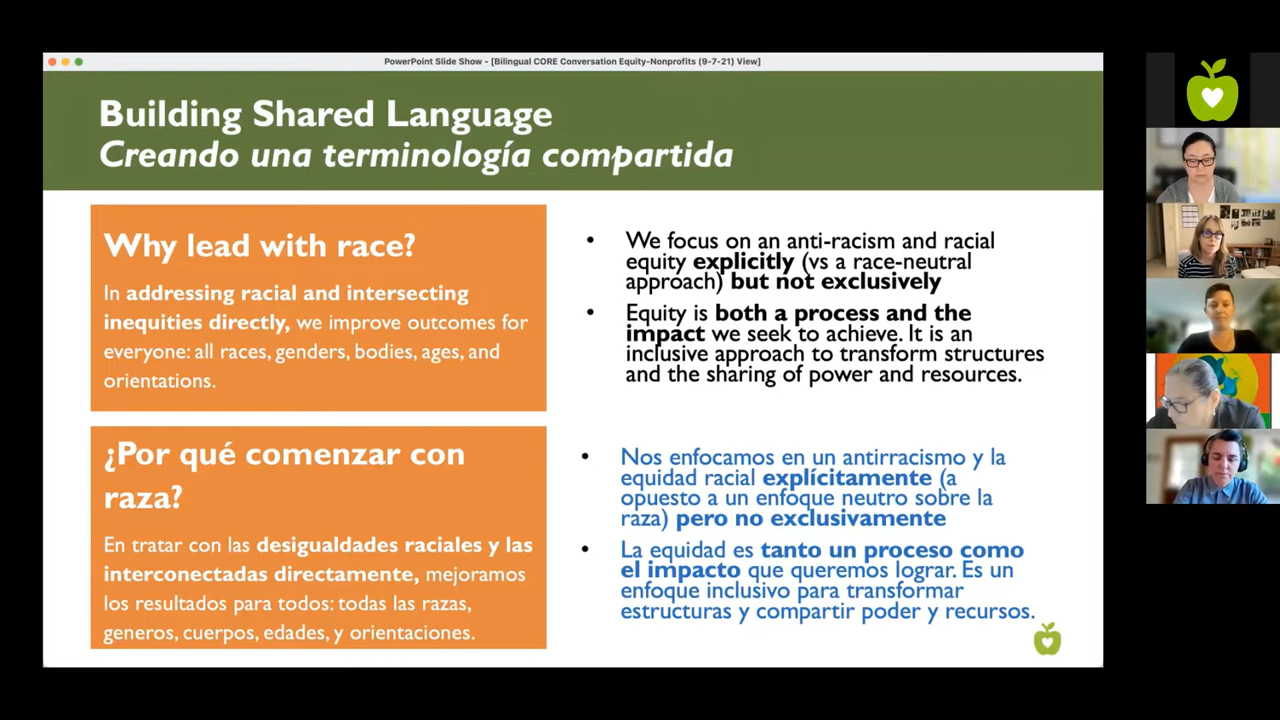 PowerPoint Slide Show - [Bilingual CORE Conversation Equity-Nonprofits (9-7-21) View]
Building Shared Language
Creando una terminología compartida
Why lead with race?
In addressing racial and intersecting
inequities directly, we improve outcomes for
everyone: all races, genders, bodies, ages, and
orientations.
• We focus on an anti-racism and racial
equity explicitly (vs a race-neutral
approach) but not exclusively
• Equity is both a process and the
impact we seek to achieve. It is an
inclusive approach to transform structures
and the sharing of power and resources.
¿Por qué comenzar con
raza?
En tratar con las desigualdades raciales y las
interconectadas directamente, mejoramos
los resultados para todos: todas las razas,
generos, cuerpos, edades, y orientaciones.
• Nos enfocamos en un antirracismo y la
equidad racial explícitamente (a
opuesto a un enfoque neutro sobre la
raza) pero no exclusivamente
• La equidad es tanto un proceso como
el impacto que queremos lograr. Es un
enfoque inclusivo para transformar
estructuras y compartir poder y recursos.